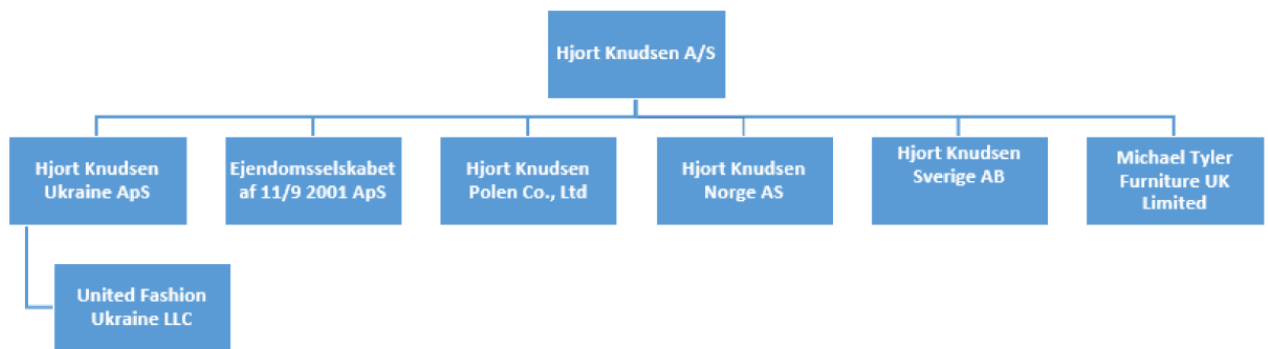 Hjort Knudsen A/S
Hjort Knudsen
Ukraine ApS
Ejendomsselskabet
af 11/9 2001 ApS
Hjort Knudsen
Polen Co., Ltd
Hjort Knudsen
Norge AS
Hjort Knudsen
Sverige AB
Michael Tyler
Furniture UK
Limited
United Fashion
Ukraine LLC